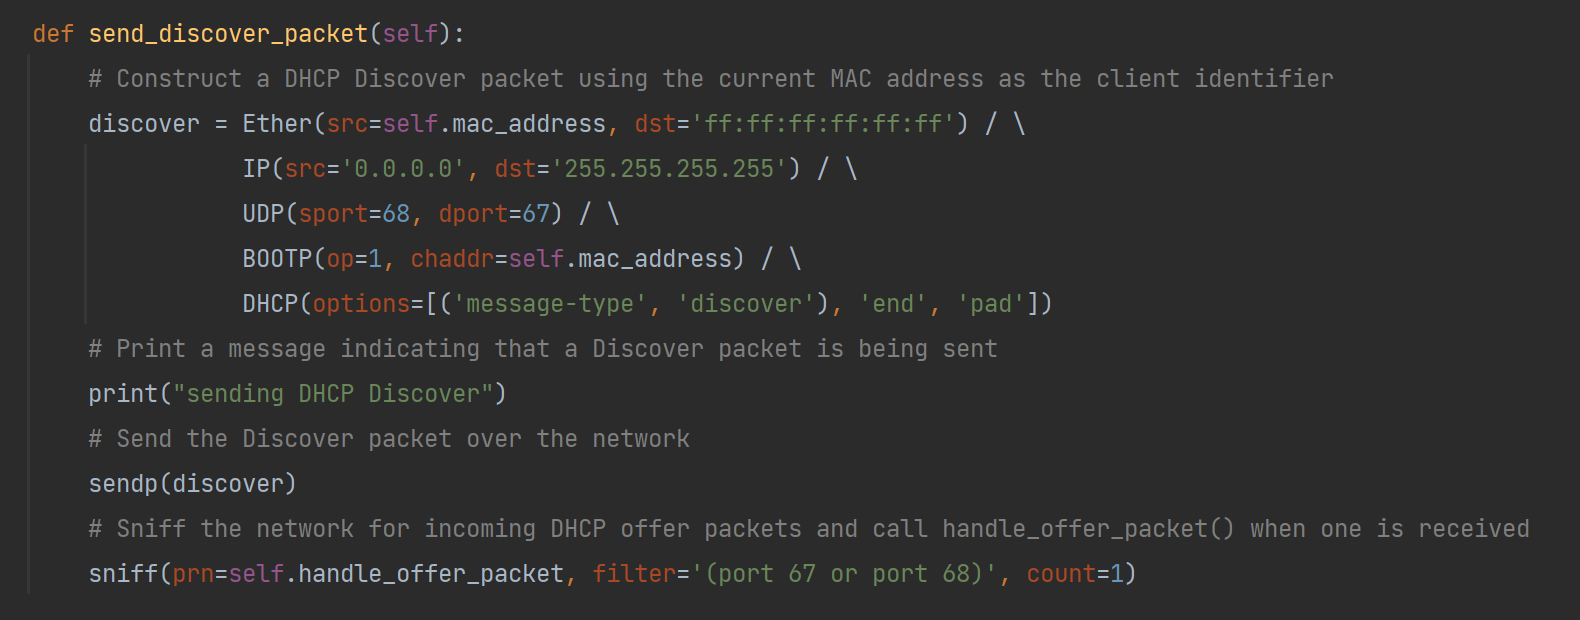 def send_discover_packet(self):
    # Construct a DHCP Discover packet using the current MAC address as the client identifier
    discover = Ether(src=self.mac_address, dst='ff:ff:ff:ff:ff:ff') / \
               IP(src='0.0.0.0', dst='255.255.255.255') / \
               UDP(sport=68, dport=67) / \
               BOOTP(op=1, chaddr=self.mac_address) / \
               DHCP(options=[('message-type', 'discover'), 'end', 'pad'])
    # Print a message indicating that a Discover packet is being sent
    print("sending DHCP Discover")
    # Send the Discover packet over the network
    sendp(discover)
    # Sniff the network for incoming DHCP offer packets and call handle_offer_packet() when one is received
    sniff(prn=self.handle_offer_packet, filter='(port 67 or port 68)', count=1)